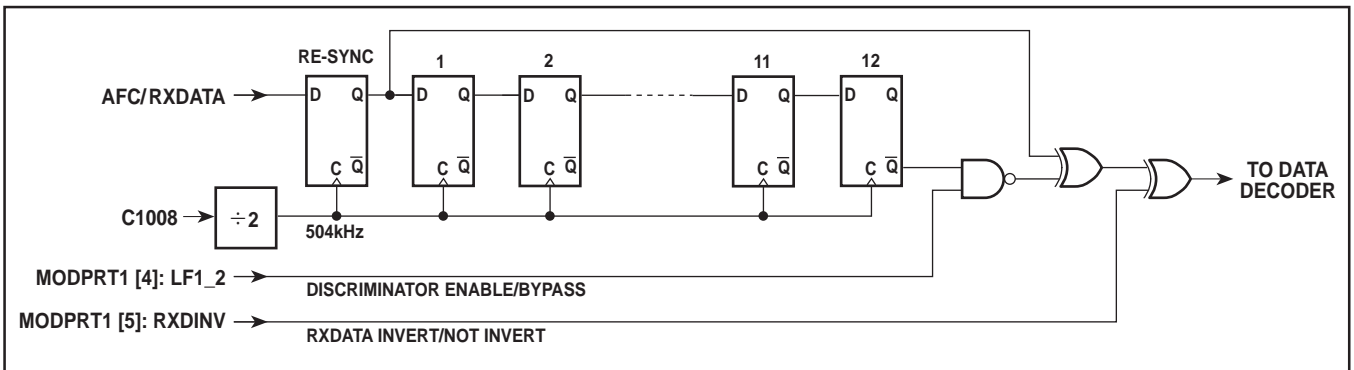 RE-SYNC
1
2
11
12
AFC/RXDATA
D Q
D Q
D Q
D Q
D Q
C Q̅
C Q̅
C Q̅
C Q̅
C Q̅
TO DATA
DECODER
C1008
÷2
504kHz
MODPRT1 [4]: LF1_2
DISCRIMINATOR ENABLE/BYPASS
MODPRT1 [5]: RXDINV
RXDATA INVERT/NOT INVERT